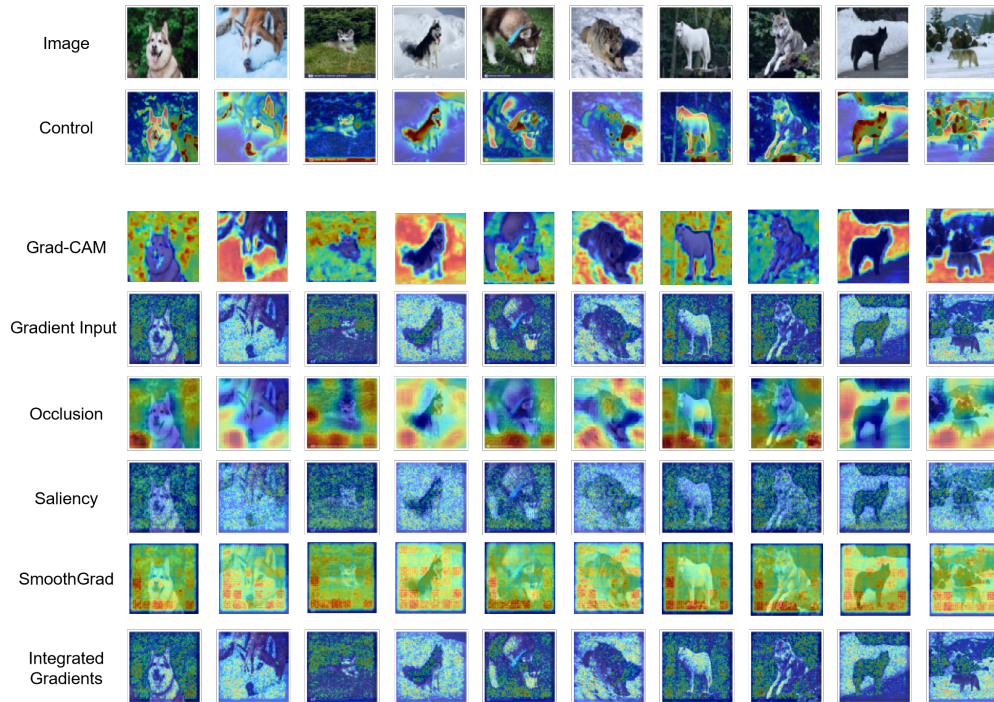 Image
Control
Grad-CAM
Gradient Input
Occlusion
Saliency
SmoothGrad
Integrated
Gradients